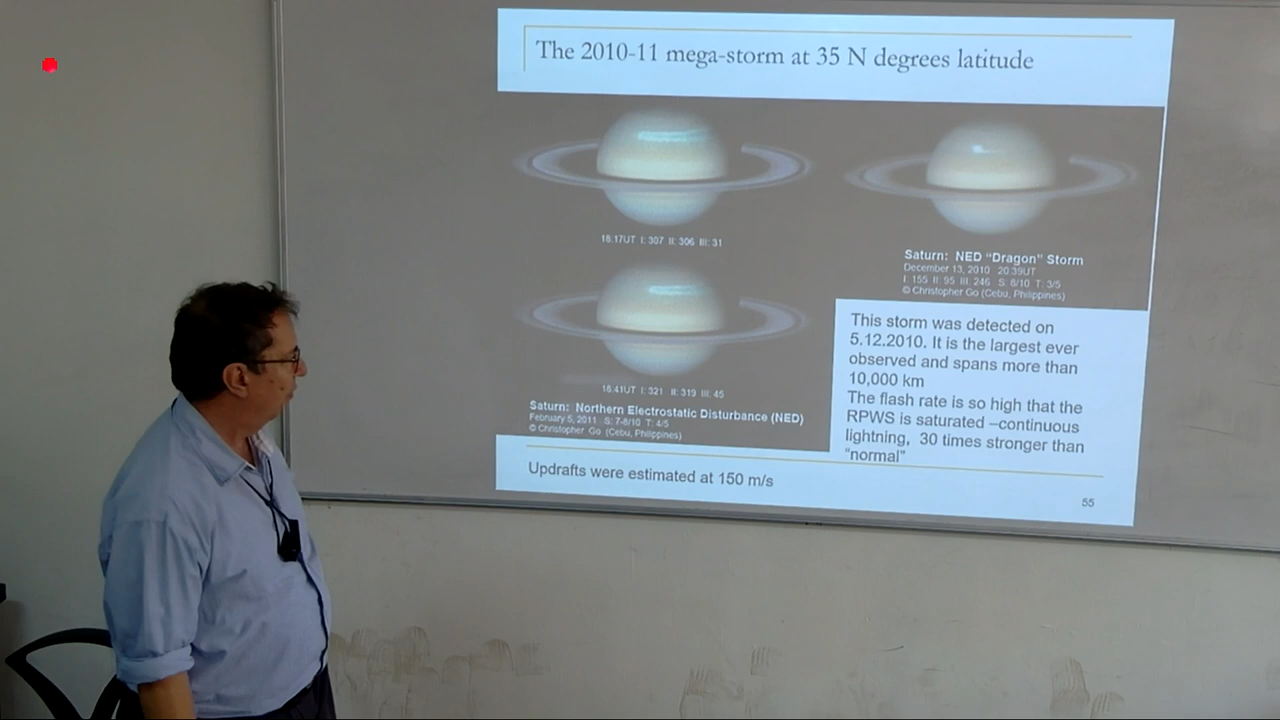 The 2010-11 mega-storm at 35 N degrees latitude
18.17UT I: 307 II: 306 III: 31
Saturn: NED "Dragon" Storm
December 13, 2010 20:39UT
I: 155 II: 95 III: 246 S: 8/10 T: 3/5
© Christopher Go (Cebu, Philippines)
18.41UT I: 321 II: 319 III: 45
Saturn: Northern Electrostatic Disturbance (NED)
February 5, 2011 S: 7-8/10 T: 4/5
© Christopher Go (Cebu, Philippines)
This storm was detected on
5.12.2010. It is the largest ever
observed and spans more than
10,000 km
The flash rate is so high that the
RPWS is saturated –continuous
lightning, 30 times stronger than
“normal”
Updrafts were estimated at 150 m/s
55